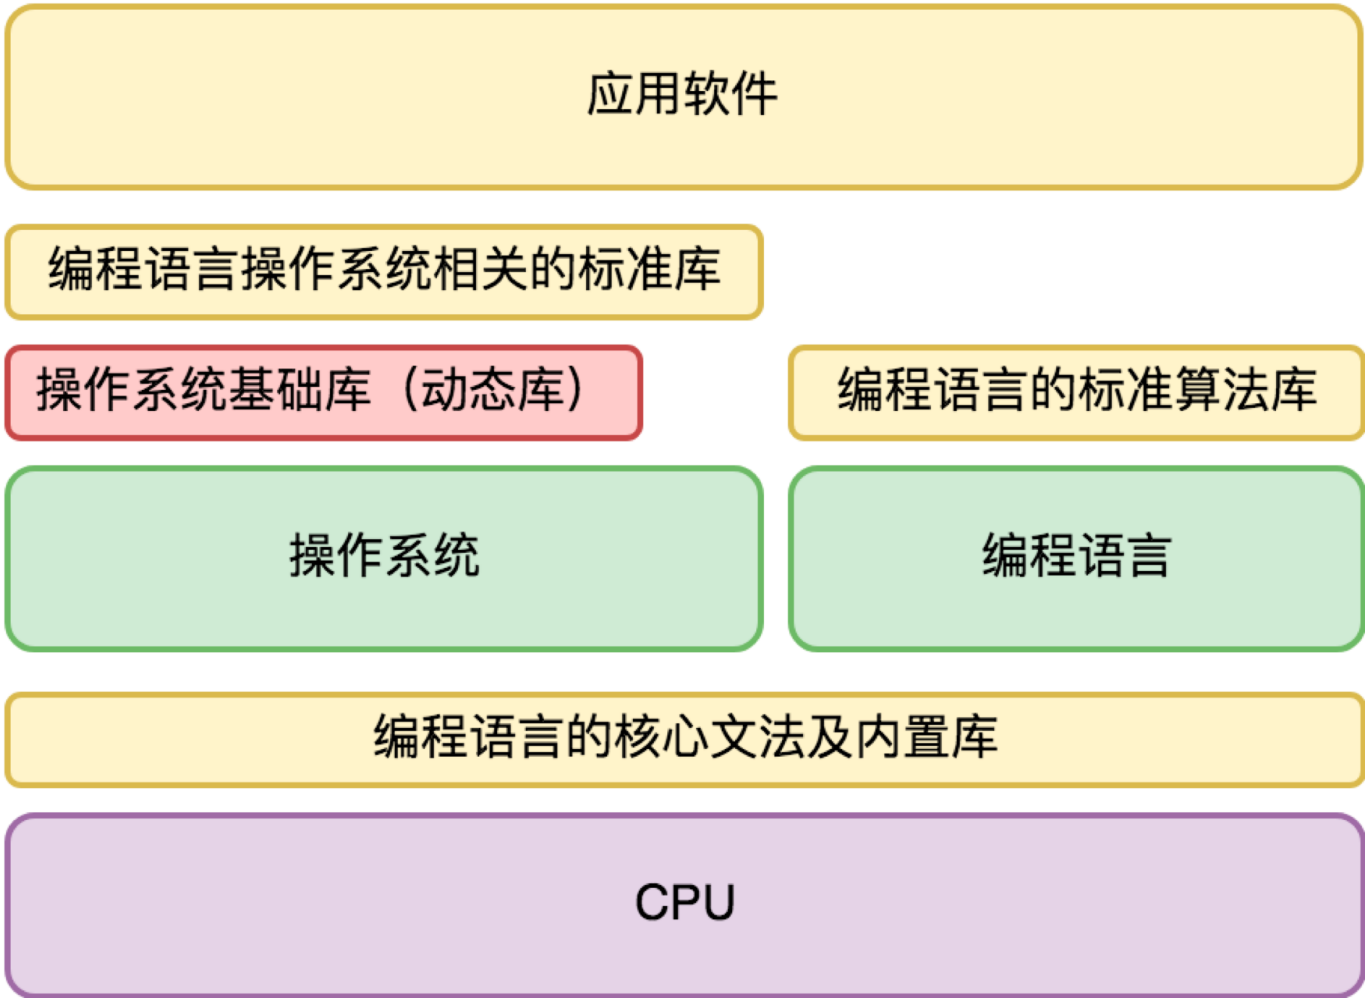 应用软件
编程语言操作系统相关的标准库
操作系统基础库（动态库）
编程语言的标准算法库
操作系统
编程语言
编程语言的核心文法及内置库
CPU